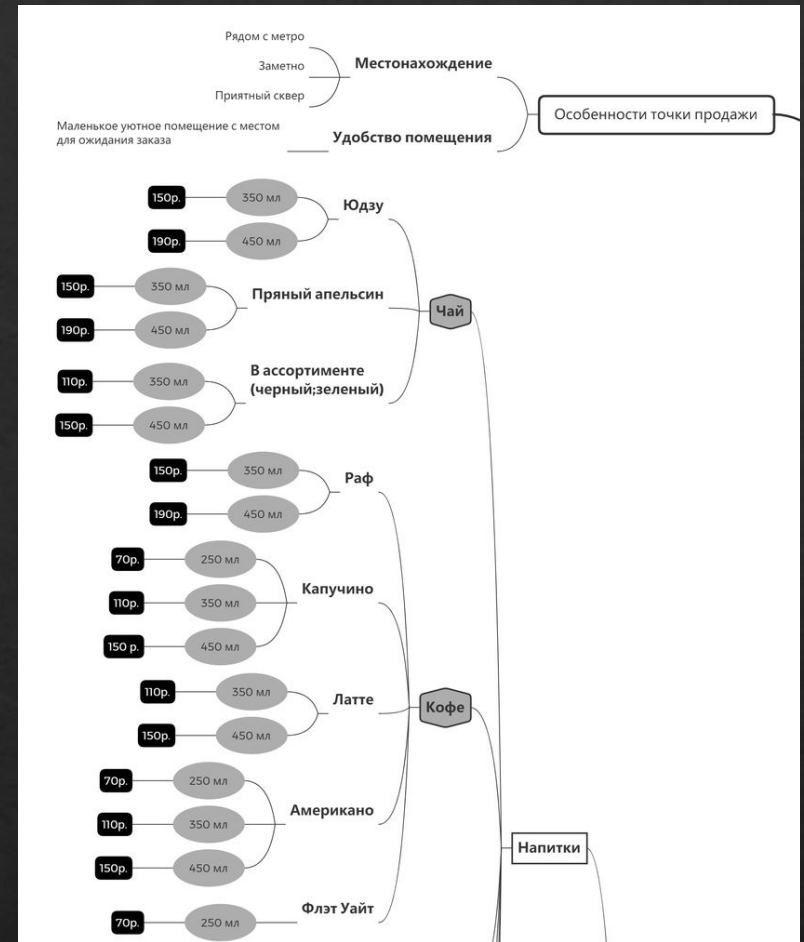 Рядом с метро
Заметно
Приятный сквер
Местонахождение
Маленькое уютное помещение с местом
для ожидания заказа
Удобство помещения
Особенности точки продажи
150р.
350 мл
190р.
450 мл
Юдзу
150р.
350 мл
190р.
450 мл
Пряный апельсин
110р.
350 мл
150р.
450 мл
В ассортименте
(черный;зеленый)
Чай
150р.
350 мл
190р.
450 мл
Раф
70р.
250 мл
110р.
350 мл
150 р.
450 мл
Капучино
110р.
350 мл
150р.
450 мл
Латте
70р.
250 мл
110р.
350 мл
150р.
450 мл
Американо
70р.
250 мл
Флэт Уайт
Кофе
Напитки